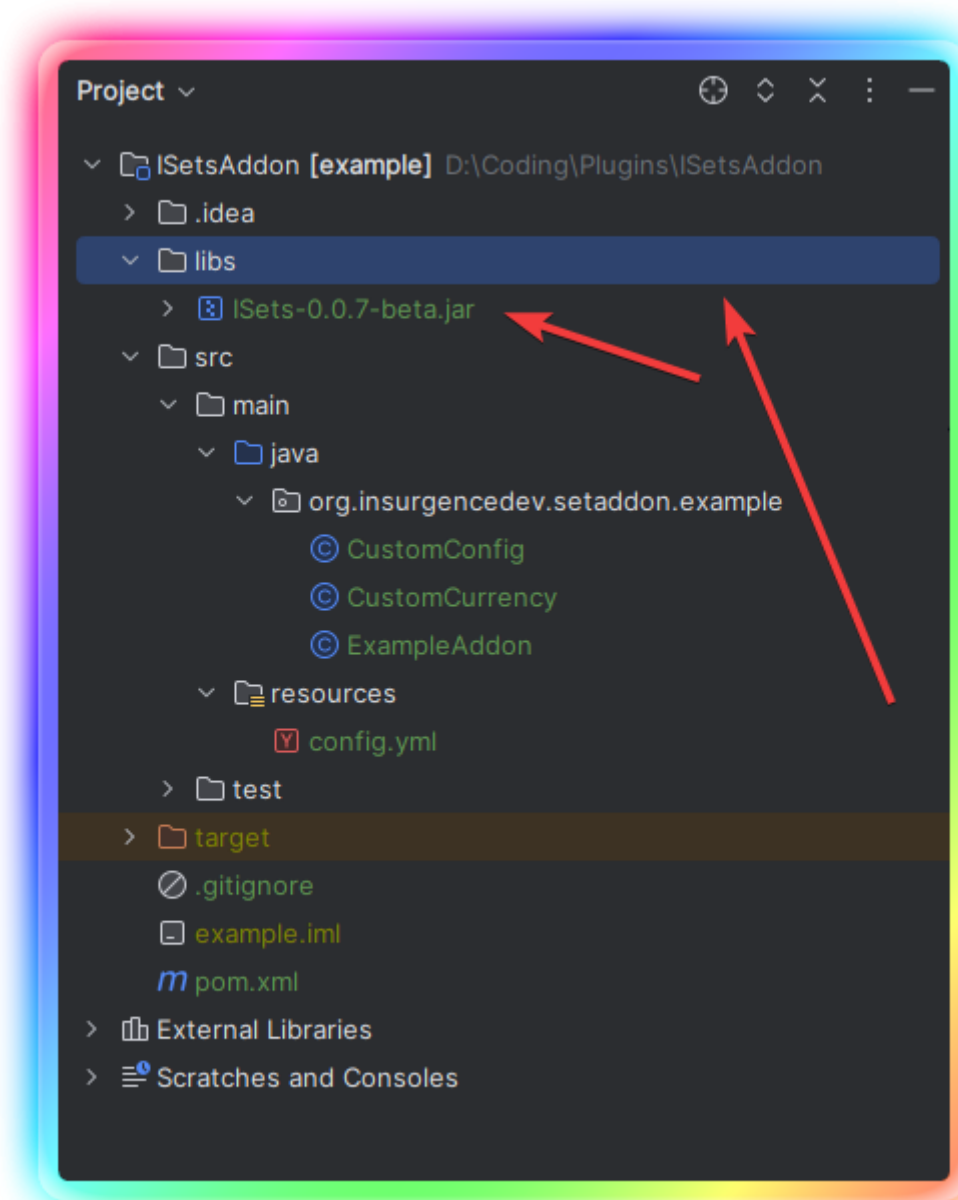 Project
ISetsAddon [example] D:\Coding\Plugins\ISetsAddon
.idea
libs
ISets-0.0.7-beta.jar
src
main
java
org.insurgencedev.setaddon.example
CustomConfig
CustomCurrency
ExampleAddon
resources
config.yml
test
target
.gitignore
example.iml
pom.xml
External Libraries
Scratches and Consoles